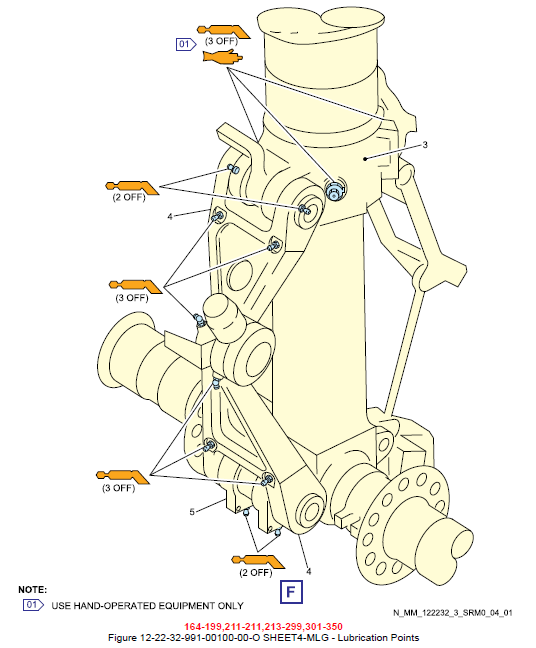 01
(3 OFF)
3
(2 OFF)
4
(3 OFF)
(3 OFF)
5
(2 OFF)
4
F
NOTE:
01 USE HAND-OPERATED EQUIPMENT ONLY
N_MM_122232_3_SRM0_04_01
164-199,211-211,213-299,301-350
Figure 12-22-32-991-00100-00-O SHEET4-MLG - Lubrication Points